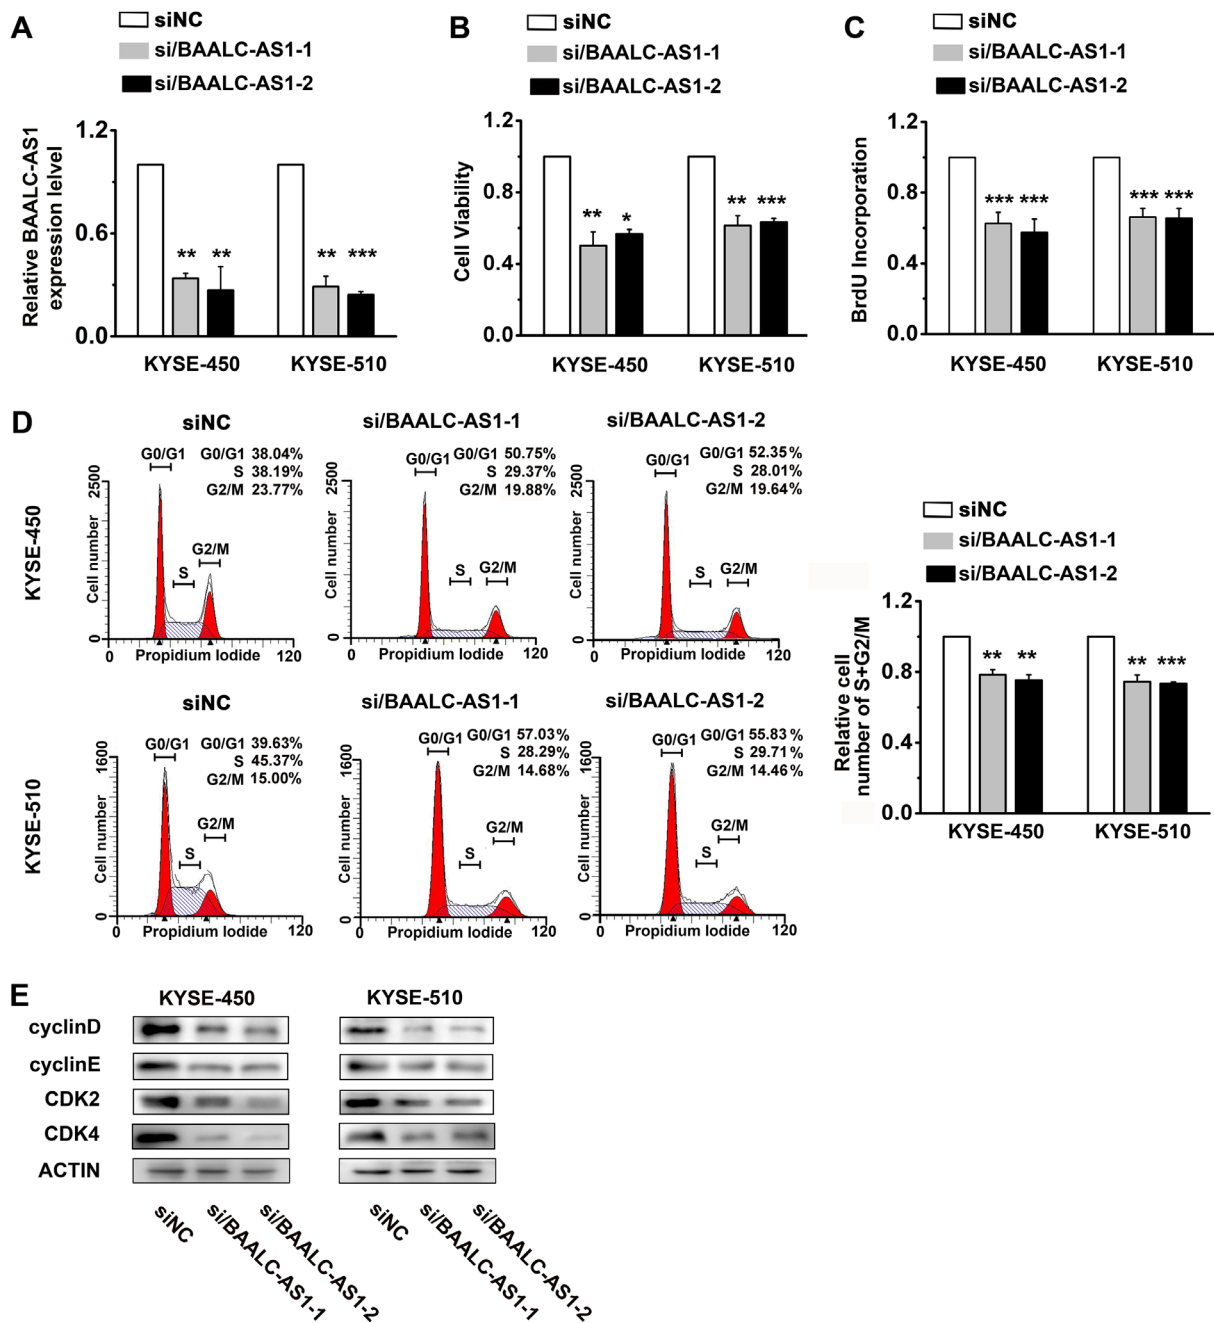 A
siNC
si/BAALC-AS1-1
si/BAALC-AS1-2
Relative BAALC-AS1
expression level
1.2
0.6
0.0
** ** ** ***
KYSE-450 KYSE-510
B
siNC
si/BAALC-AS1-1
si/BAALC-AS1-2
Cell Viability
1.2
0.8
0.4
0.0
** * ** ***
KYSE-450 KYSE-510
C
siNC
si/BAALC-AS1-1
si/BAALC-AS1-2
BrdU Incorporation
1.2
0.8
0.4
0.0
*** *** *** ***
KYSE-450 KYSE-510
D
KYSE-450
siNC
G0/G1 G0/G1 38.04%
S 38.19%
G2/M 23.77%
2500
Cell number
G2/M
S
0
0 Propidium Iodide 120
si/BAALC-AS1-1
G0/G1 G0/G1 50.75%
S 29.37%
G2/M 19.88%
2500
Cell number
S G2/M
0
0 Propidium Iodide 120
si/BAALC-AS1-2
G0/G1 G0/G1 52.35%
S 28.01%
G2/M 19.64%
2500
Cell number
S G2/M
0
0 Propidium Iodide 120
KYSE-510
siNC
G0/G1 G0/G1 39.63%
S 45.37%
G2/M 15.00%
1600
Cell number
G2/M
S
0
0 Propidium Iodide 120
si/BAALC-AS1-1
G0/G1 G0/G1 57.03%
S 28.29%
G2/M 14.68%
1600
Cell number
G2/M
S
0
0 Propidium Iodide 120
si/BAALC-AS1-2
G0/G1 G0/G1 55.83%
S 29.71%
G2/M 14.46%
1600
Cell number
G2/M
S
0
0 Propidium Iodide 120
siNC
si/BAALC-AS1-1
si/BAALC-AS1-2
Relative cell
number of S+G2/M
1.2
0.8
0.4
0.0
** ** ** ***
KYSE-450 KYSE-510
E
KYSE-450 KYSE-510
cyclinD
cyclinE
CDK2
CDK4
ACTIN
siNC
si/BAALC-AS1-1
si/BAALC-AS1-2
siNC
si/BAALC-AS1-1
si/BAALC-AS1-2